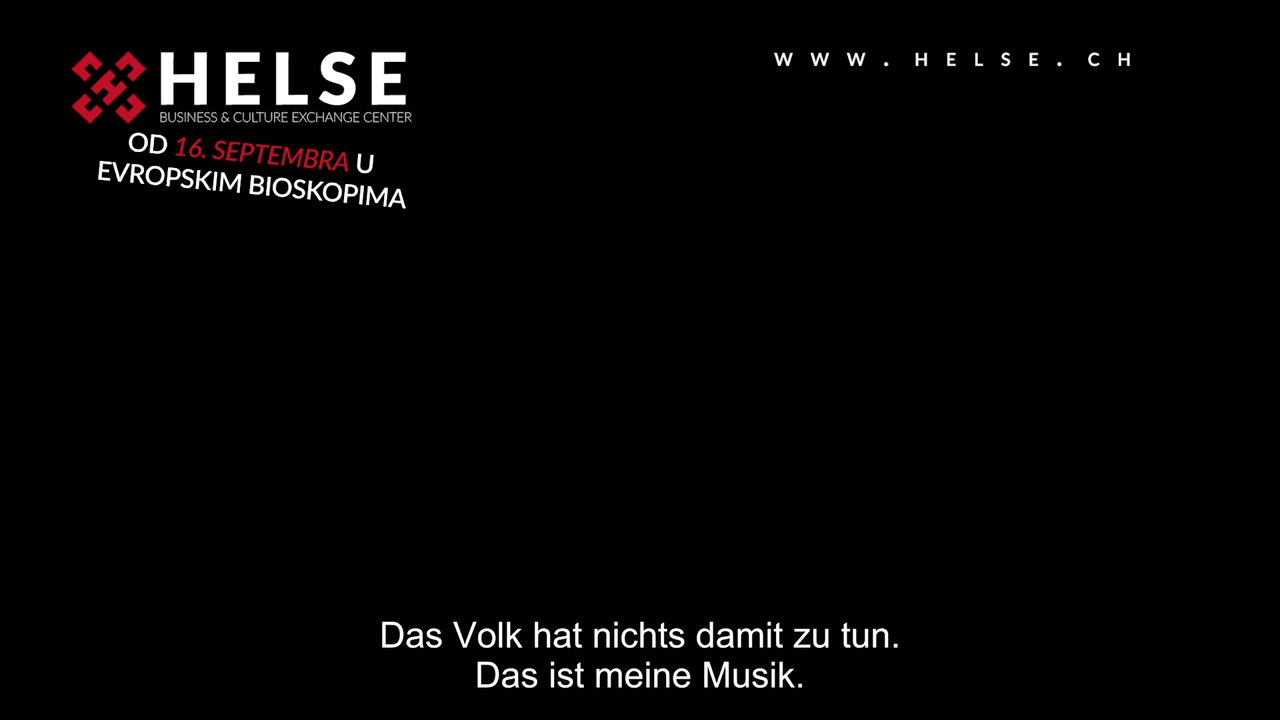 HELSE
BUSINESS & CULTURE EXCHANGE CENTER
OD 16. SEPTEMBRA U
EVROPSKIM BIOSKOPIMA
WWW.HELSE.CH
Das Volk hat nichts damit zu tun.
Das ist meine Musik.